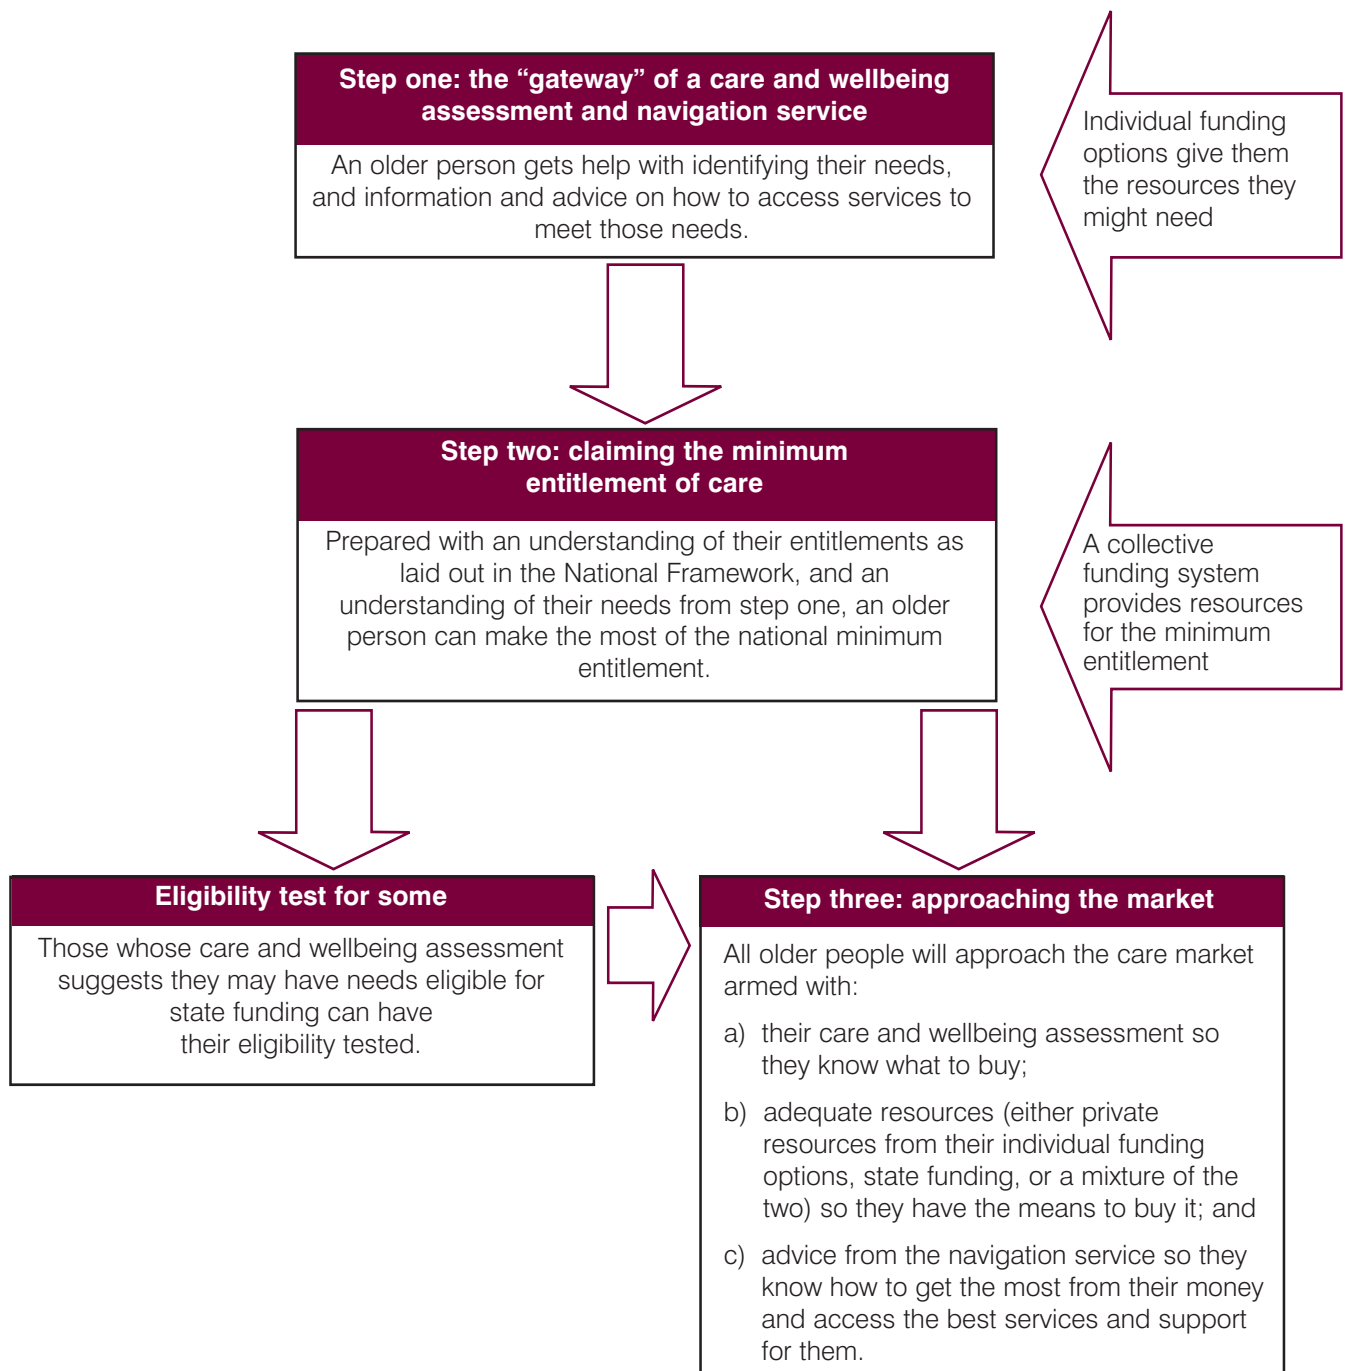 Step one: the “gateway” of a care and wellbeing
assessment and navigation service
An older person gets help with identifying their needs,
and information and advice on how to access services to
meet those needs.
Individual funding
options give them
the resources they
might need
Step two: claiming the minimum
entitlement of care
Prepared with an understanding of their entitlements as
laid out in the National Framework, and an
understanding of their needs from step one, an older
person can make the most of the national minimum
entitlement.
A collective
funding system
provides resources
for the minimum
entitlement
Eligibility test for some
Those whose care and wellbeing assessment
suggests they may have needs eligible for
state funding can have
their eligibility tested.
Step three: approaching the market
All older people will approach the care market
armed with:
a) their care and wellbeing assessment so
they know what to buy;
b) adequate resources (either private
resources from their individual funding
options, state funding, or a mixture of the
two) so they have the means to buy it; and
c) advice from the navigation service so they
know how to get the most from their money
and access the best services and support
for them.